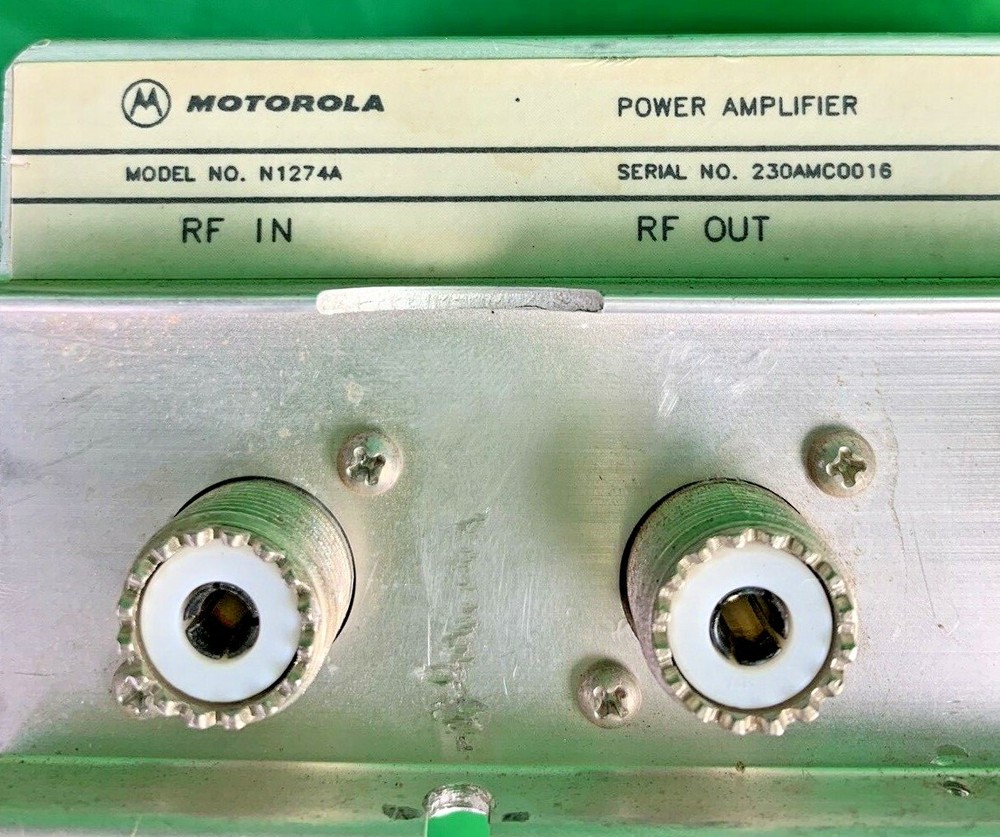 MOTOROLA POWER AMPLIFIER
MODEL NO. N1274A SERIAL NO. 230AMC0016
RF IN RF OUT